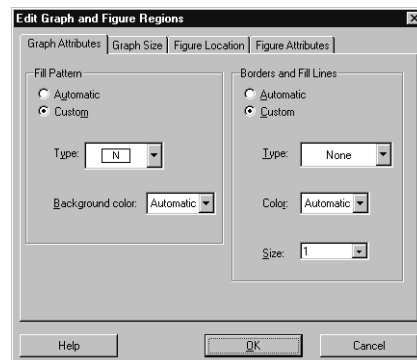 Edit Graph and Figure Regions
Graph Attributes Graph Size Figure Location Figure Attributes
Fill Pattern
Automatic
Custom
Type: N
Background color: Automatic
Borders and Fill Lines
Automatic
Custom
Type: None
Color: Automatic
Size: 1
Help OK Cancel